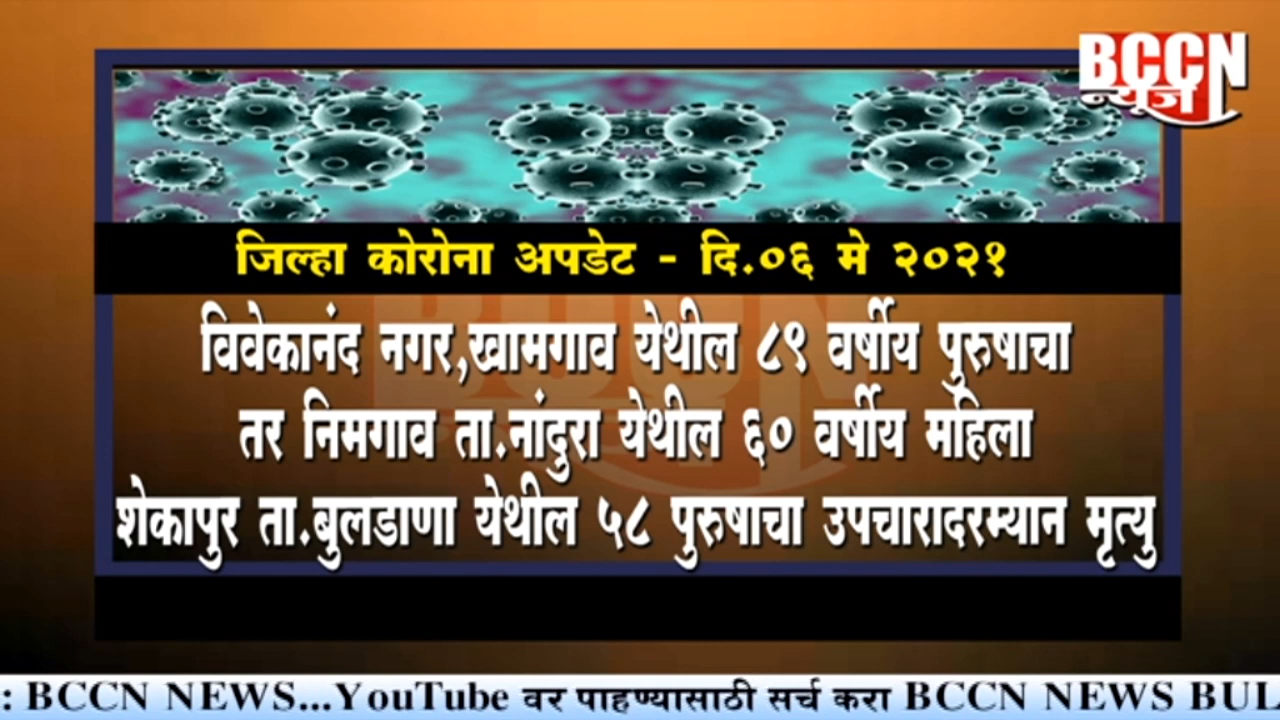 BCCN
न्यूज
जिल्हा कोरोना अपडेट - दि.०६ मे २०२१
विवेकानंद नगर,खामगाव येथील ८९ वर्षीय पुरुषाचा
तर निमगाव ता.नांदुरा येथील ६० वर्षीय महिला
शेकापुर ता.बुलडाणा येथील ५८ पुरुषाचा उपचारादरम्यान मृत्यु
: BCCN NEWS...YouTube वर पाहण्यासाठी सर्च करा BCCN NEWS BUL